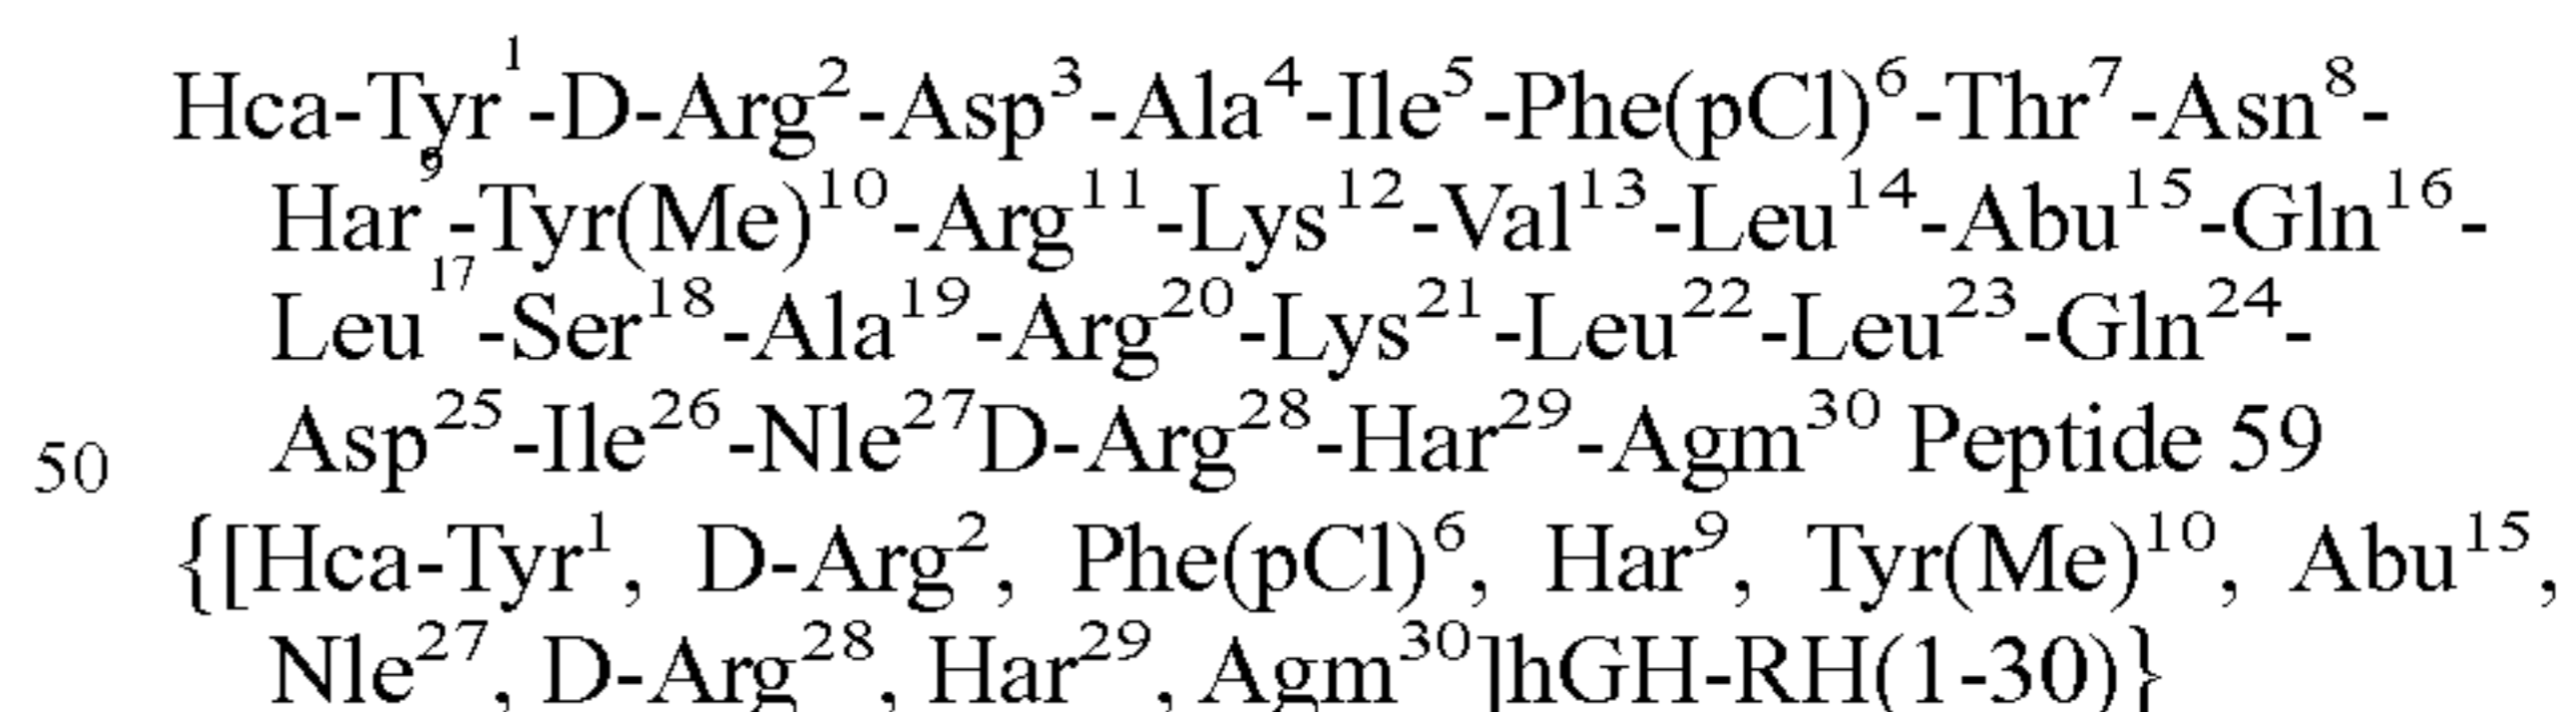 Hca-Tyr¹-D-Arg²-Asp³-Ala⁴-Ile⁵-Phe(pCl)⁶-Thr⁷-Asn⁸-
Har⁹-Tyr(Me)¹⁰-Arg¹¹-Lys¹²-Val¹³-Leu¹⁴-Abu¹⁵-Gln¹⁶-
Leu¹⁷-Ser¹⁸-Ala¹⁹-Arg²⁰-Lys²¹-Leu²²-Leu²³-Gln²⁴-
50 Asp²⁵-Ile²⁶-Nle²⁷D-Arg²⁸-Har²⁹-Agm³⁰ Peptide 59
{[Hca-Tyr¹, D-Arg², Phe(pCl)⁶, Har⁹, Tyr(Me)¹⁰, Abu¹⁵,
Nle²⁷, D-Arg²⁸, Har²⁹, Agm³⁰]hGH-RH(1-30)}